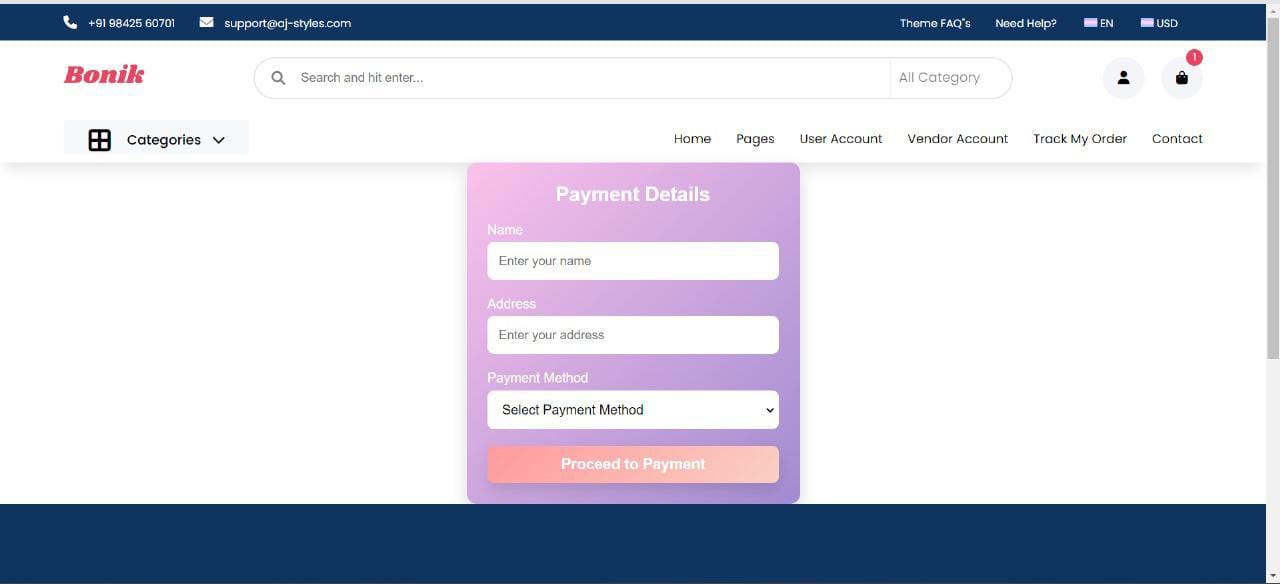 +91 98425 60701 support@aj-styles.com Theme FAQ"s Need Help? EN USD
Bonik Search and hit enter... All Category 1
Categories Home Pages User Account Vendor Account Track My Order Contact
Payment Details
Name
Enter your name
Address
Enter your address
Payment Method
Select Payment Method
Proceed to Payment